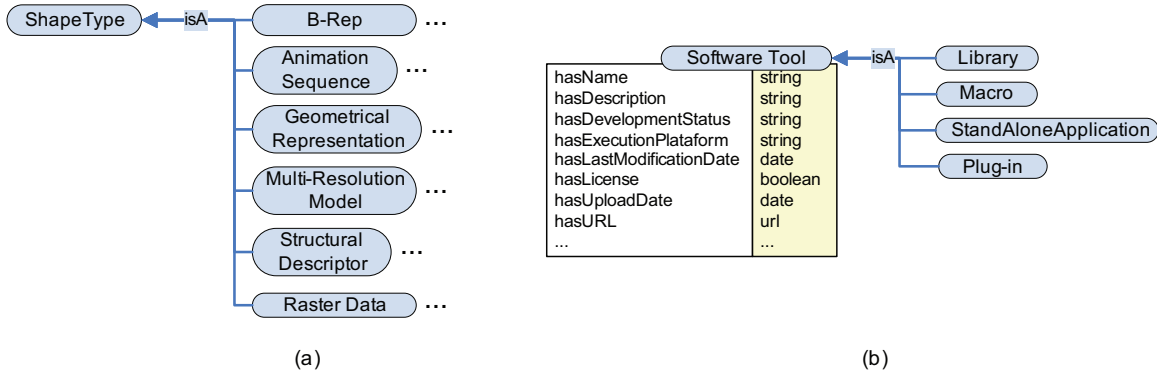 ShapeType
isA
B-Rep
...
Animation
Sequence
...
Geometrical
Representation
...
Multi-Resolution
Model
...
Structural
Descriptor
...
Raster Data
...
(a)
Software Tool
isA
Library
Macro
StandAloneApplication
Plug-in
hasName string
hasDescription string
hasDevelopmentStatus string
hasExecutionPlataform string
hasLastModificationDate date
hasLicense boolean
hasUploadDate date
hasURL url
... ...
(b)